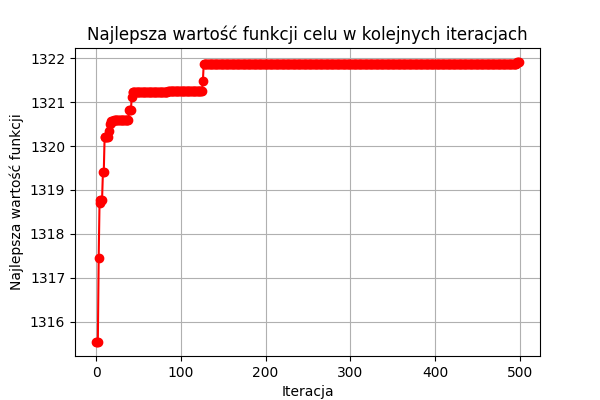 Najlepsza wartość funkcji celu w kolejnych iteracjach
Najlepsza wartość funkcji
1322
1321
1320
1319
1318
1317
1316
0 100 200 300 400 500
Iteracja